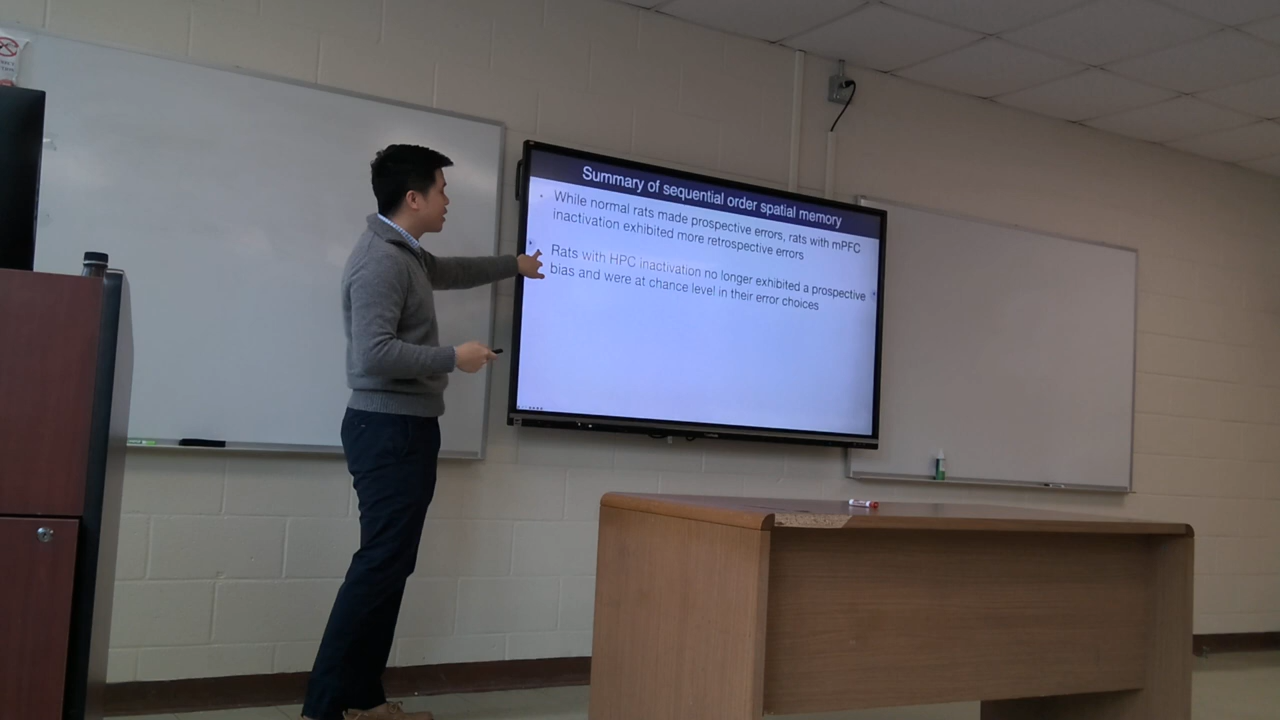 Summary of sequential order spatial memory
While normal rats made prospective errors, rats with mPFC
inactivation exhibited more retrospective errors
Rats with HPC inactivation no longer exhibited a prospective
bias and were at chance level in their error choices